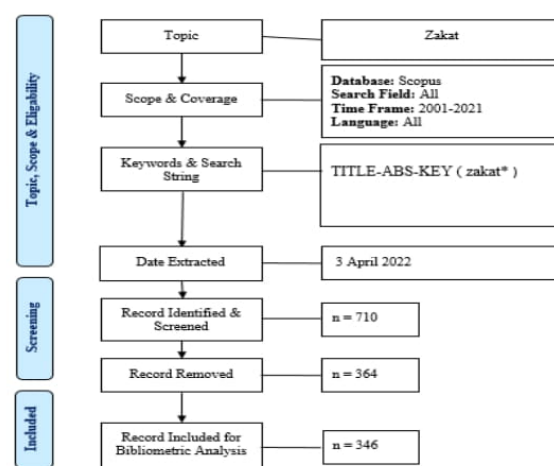 Topic, Scope & Eligability
Topic
Zakat
Scope & Coverage
Database: Scopus
Search Field: All
Time Frame: 2001-2021
Language: All
Keywords & Search
String
TITLE-ABS-KEY ( zakat* )
Date Extracted
3 April 2022
Screening
Record Identified &
Screened
n = 710
Record Removed
n = 364
Included
Record Included for
Bibliometric Analysis
n = 346